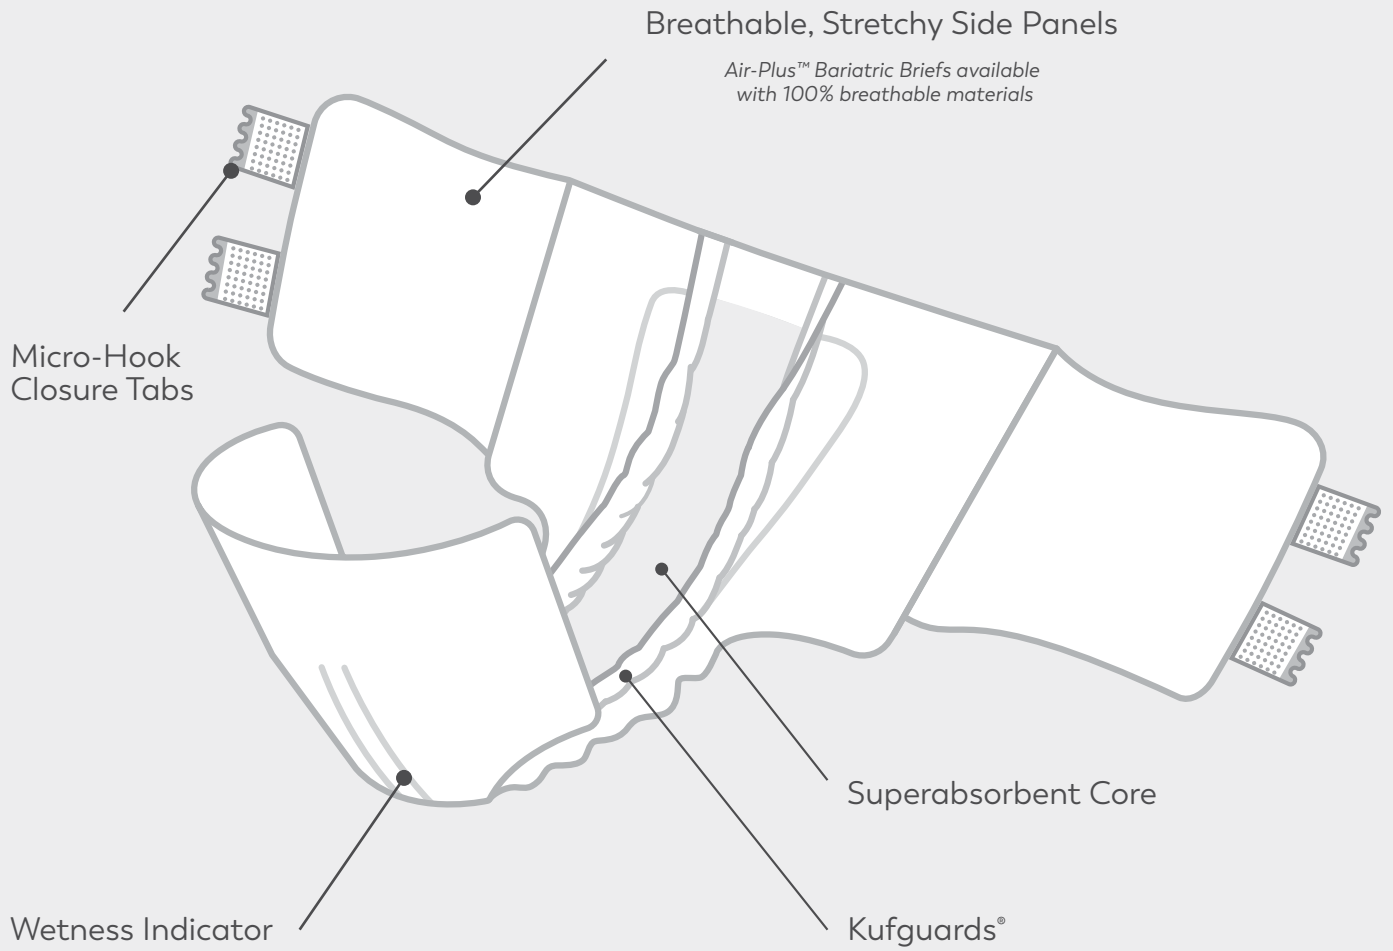 Breathable, Stretchy Side Panels
Air-Plus™ Bariatric Briefs available
with 100% breathable materials
Micro-Hook
Closure Tabs
Superabsorbent Core
Wetness Indicator
Kufguards®